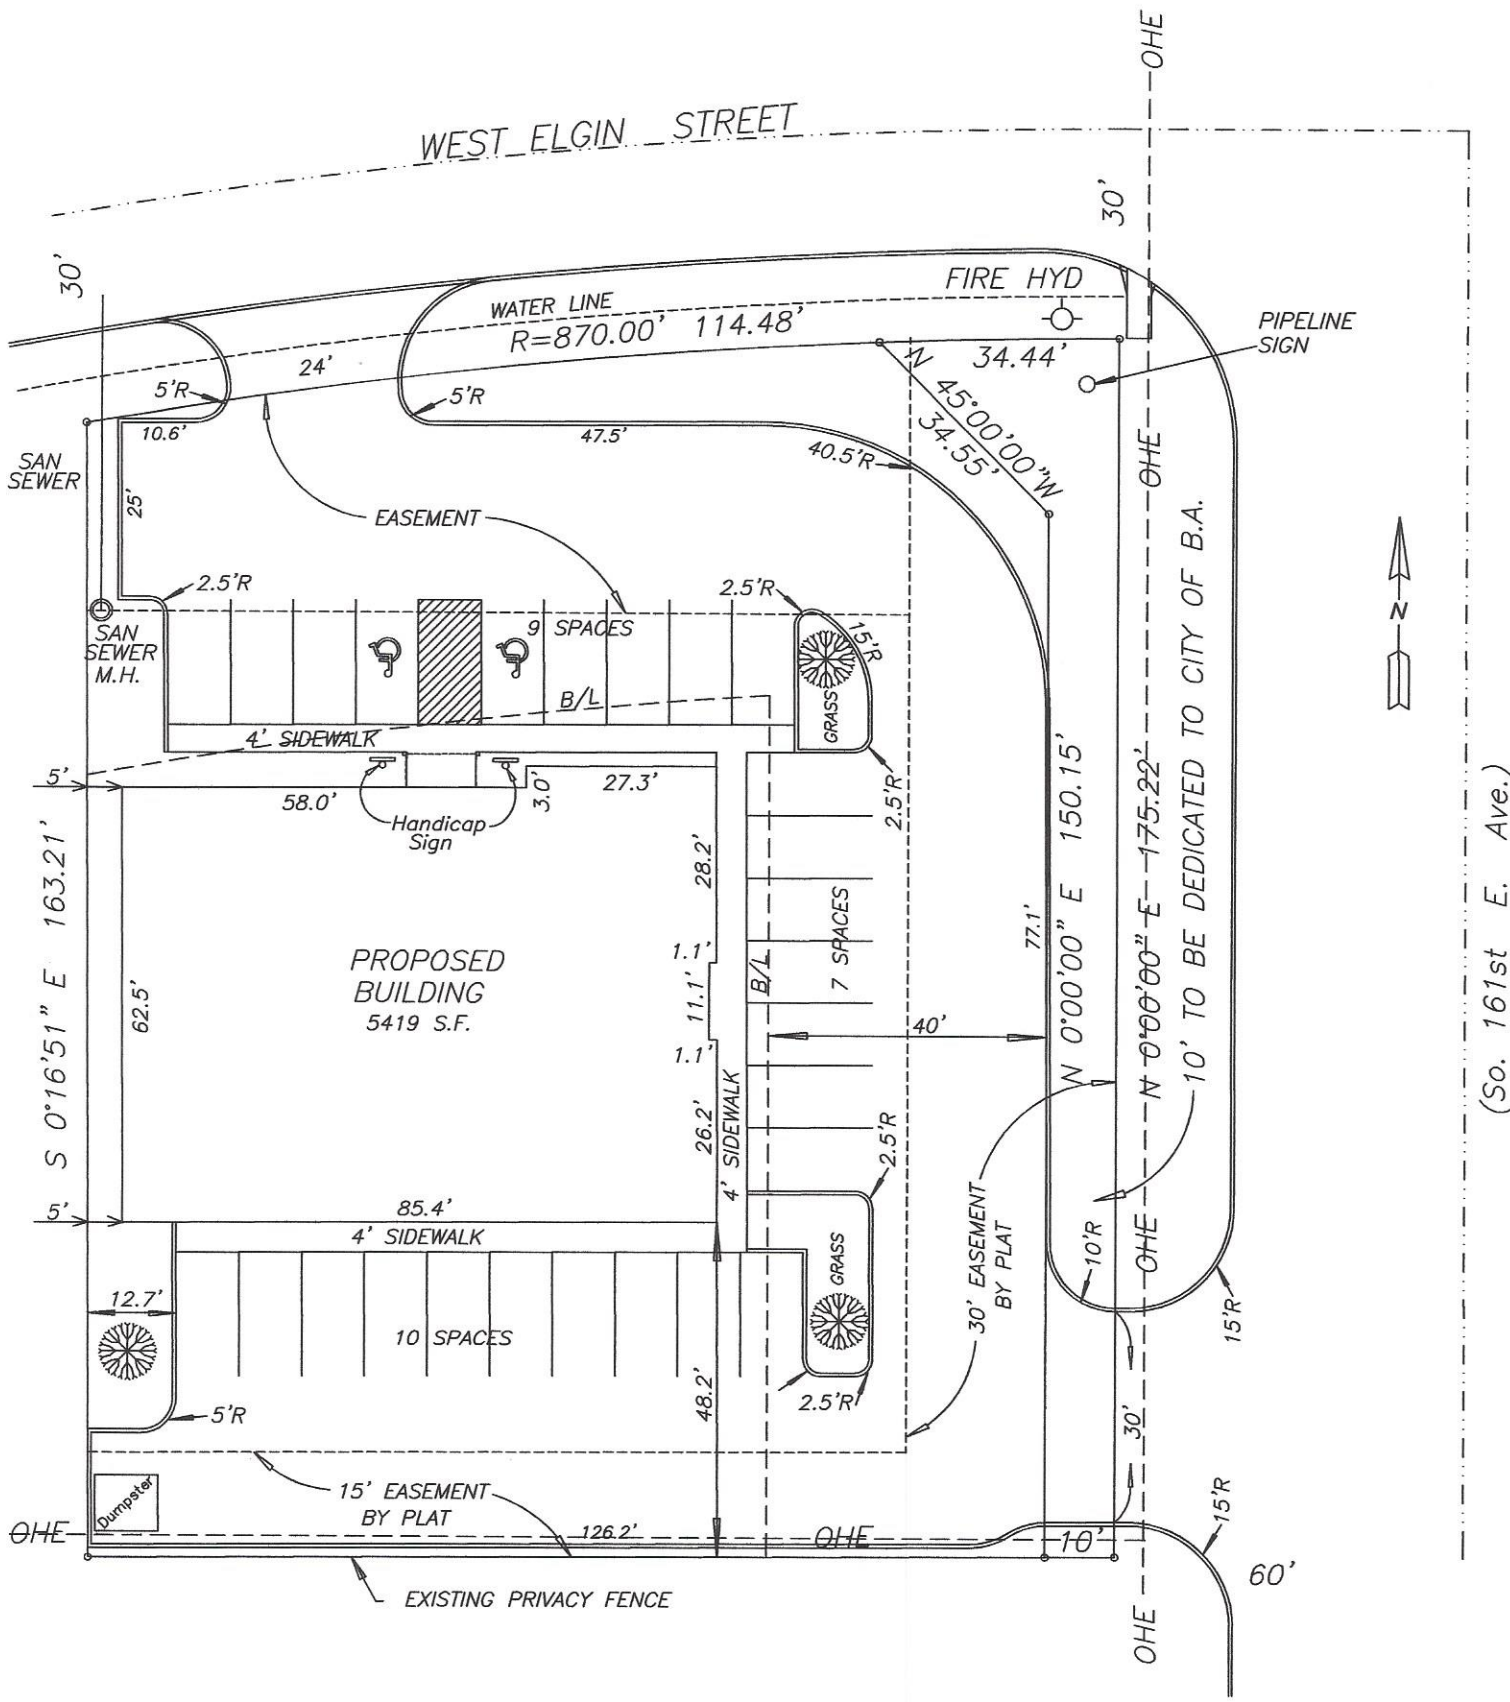 OHE
WEST ELGIN STREET
30'
30'
FIRE HYD
WATER LINE
R=870.00' 114.48'
34.44'
PIPELINE
SIGN
24'
5'R
5'R
10.6'
47.5'
40.5'R
N 45°00'00"W
34.55'
OHE
SAN
SEWER
25'
EASEMENT
2.5'R
2.5'R
15'R
9 SPACES
SAN
SEWER
M.H.
B/L
GRASS
4' SIDEWALK
N
5'
58.0'
3.0'
27.3'
2.5'R
Handicap
Sign
S 0°16'51" E 163.21'
28.2'
N 0°00'00" E 150.15'
N 0°00'00" E 175.22'
10' TO BE DEDICATED TO CITY OF B.A.
(So. 161st E. Ave.)
7 SPACES
77.1'
PROPOSED
BUILDING
5419 S.F.
62.5'
1.1'
11.1'
1.1'
B/L
40'
26.2'
4' SIDEWALK
2.5'R
5'
85.4'
4' SIDEWALK
30' EASEMENT
BY PLAT
10'R
OHE
15'R
12.7'
GRASS
10 SPACES
2.5'R
48.2'
5'R
30'
15' EASEMENT
BY PLAT
Dumpster
15'R
OHE
126.2'
OHE
10'
60'
EXISTING PRIVACY FENCE
OHE